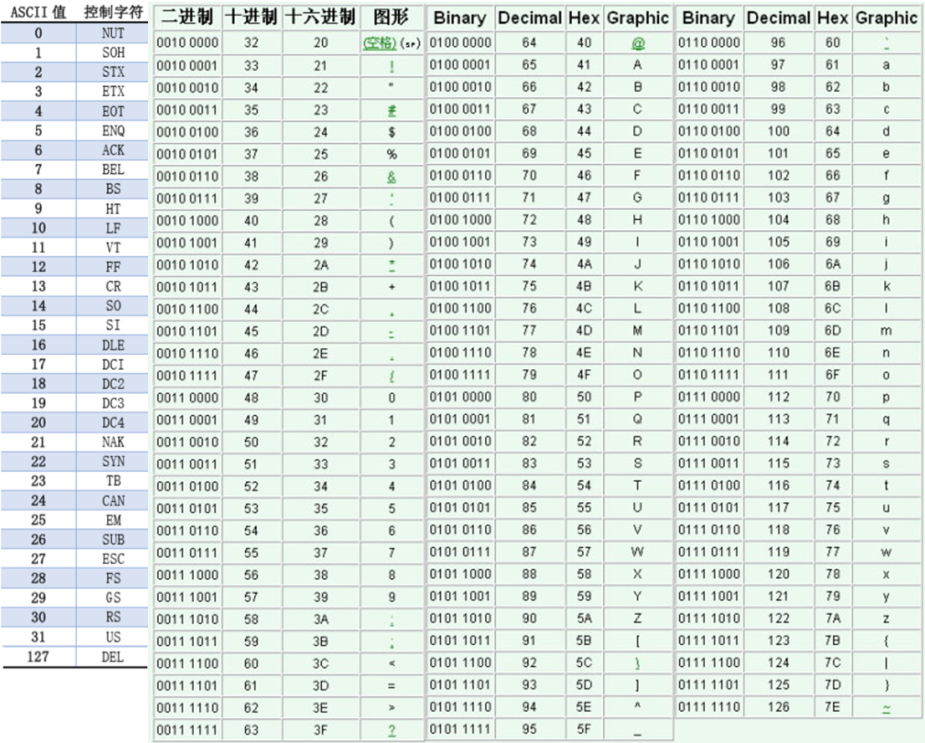 ASCII 值 控制字符
0 NUT
1 SOH
2 STX
3 ETX
4 EOT
5 ENQ
6 ACK
7 BEL
8 BS
9 HT
10 LF
11 VT
12 FF
13 CR
14 SO
15 SI
16 DLE
17 DCI
18 DC2
19 DC3
20 DC4
21 NAK
22 SYN
23 TB
24 CAN
25 EM
26 SUB
27 ESC
28 FS
29 GS
30 RS
31 US
127 DEL
二进制 十进制 十六进制 图形
0010 0000 32 20 (空格) (sp)
0010 0001 33 21 !
0010 0010 34 22 "
0010 0011 35 23 #
0010 0100 36 24 $
0010 0101 37 25 %
0010 0110 38 26 &
0010 0111 39 27 '
0010 1000 40 28 (
0010 1001 41 29 )
0010 1010 42 2A *
0010 1011 43 2B +
0010 1100 44 2C ,
0010 1101 45 2D -
0010 1110 46 2E .
0010 1111 47 2F /
0011 0000 48 30 0
0011 0001 49 31 1
0011 0010 50 32 2
0011 0011 51 33 3
0011 0100 52 34 4
0011 0101 53 35 5
0011 0110 54 36 6
0011 0111 55 37 7
0011 1000 56 38 8
0011 1001 57 39 9
0011 1010 58 3A :
0011 1011 59 3B ;
0011 1100 60 3C <
0011 1101 61 3D =
0011 1110 62 3E >
0011 1111 63 3F ?
Binary Decimal Hex Graphic
0100 0000 64 40 @
0100 0001 65 41 A
0100 0010 66 42 B
0100 0011 67 43 C
0100 0100 68 44 D
0100 0101 69 45 E
0100 0110 70 46 F
0100 0111 71 47 G
0100 1000 72 48 H
0100 1001 73 49 I
0100 1010 74 4A J
0100 1011 75 4B K
0100 1100 76 4C L
0100 1101 77 4D M
0100 1110 78 4E N
0100 1111 79 4F O
0101 0000 80 50 P
0101 0001 81 51 Q
0101 0010 82 52 R
0101 0011 83 53 S
0101 0100 84 54 T
0101 0101 85 55 U
0101 0110 86 56 V
0101 0111 87 57 W
0101 1000 88 58 X
0101 1001 89 59 Y
0101 1010 90 5A Z
0101 1011 91 5B [
0101 1100 92 5C \
0101 1101 93 5D ]
0101 1110 94 5E ^
0101 1111 95 5F _
Binary Decimal Hex Graphic
0110 0000 96 60 `
0110 0001 97 61 a
0110 0010 98 62 b
0110 0011 99 63 c
0110 0100 100 64 d
0110 0101 101 65 e
0110 0110 102 66 f
0110 0111 103 67 g
0110 1000 104 68 h
0110 1001 105 69 i
0110 1010 106 6A j
0110 1011 107 6B k
0110 1100 108 6C l
0110 1101 109 6D m
0110 1110 110 6E n
0110 1111 111 6F o
0111 0000 112 70 p
0111 0001 113 71 q
0111 0010 114 72 r
0111 0011 115 73 s
0111 0100 116 74 t
0111 0101 117 75 u
0111 0110 118 76 v
0111 0111 119 77 w
0111 1000 120 78 x
0111 1001 121 79 y
0111 1010 122 7A z
0111 1011 123 7B {
0111 1100 124 7C |
0111 1101 125 7D }
0111 1110 126 7E ~